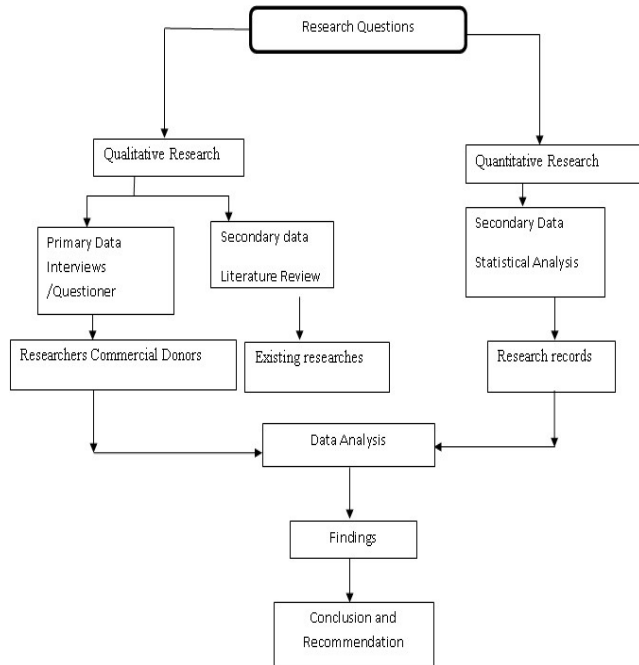 Research Questions
Qualitative Research
Quantitative Research
Primary Data
Interviews
/Questioner
Secondary data
Literature Review
Secondary Data
Statistical Analysis
Researchers Commercial Donors
Existing researches
Research records
Data Analysis
Findings
Conclusion and
Recommendation